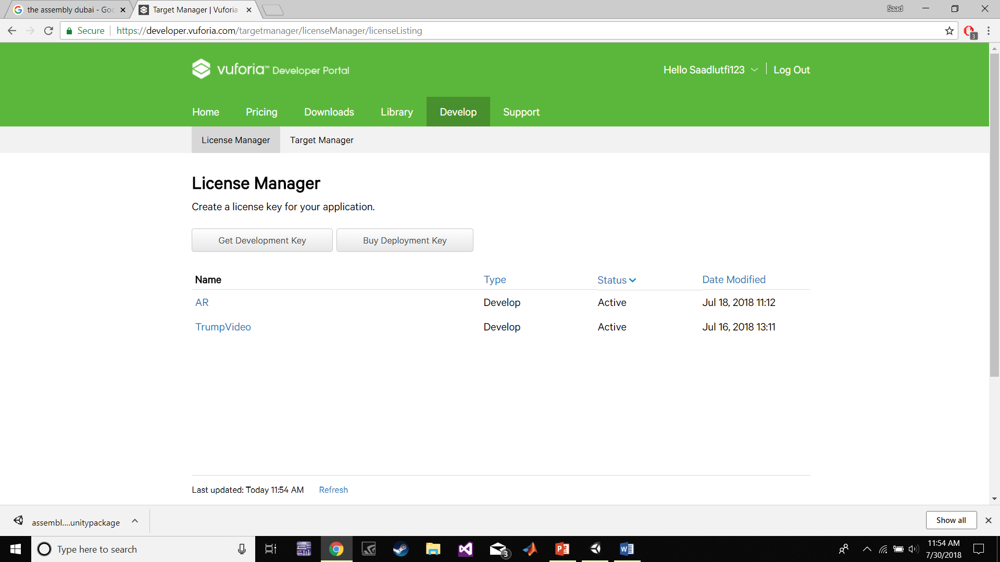 the assembly dubai - Goo
Target Manager | Vuforia
Saad
Secure
https://developer.vuforia.com/targetmanager/licenseManager/licenseListing
3
vuforia™ Developer Portal
Hello Saadlutfi123
Log Out
Home Pricing Downloads Library Develop Support
License Manager Target Manager
License Manager
Create a license key for your application.
Get Development Key Buy Deployment Key
Name Type Status Date Modified
AR Develop Active Jul 18, 2018 11:12
TrumpVideo Develop Active Jul 16, 2018 13:11
Last updated: Today 11:54 AM Refresh
assembl....unitypackage
Show all
Type here to search
3
11:54 AM
7/30/2018